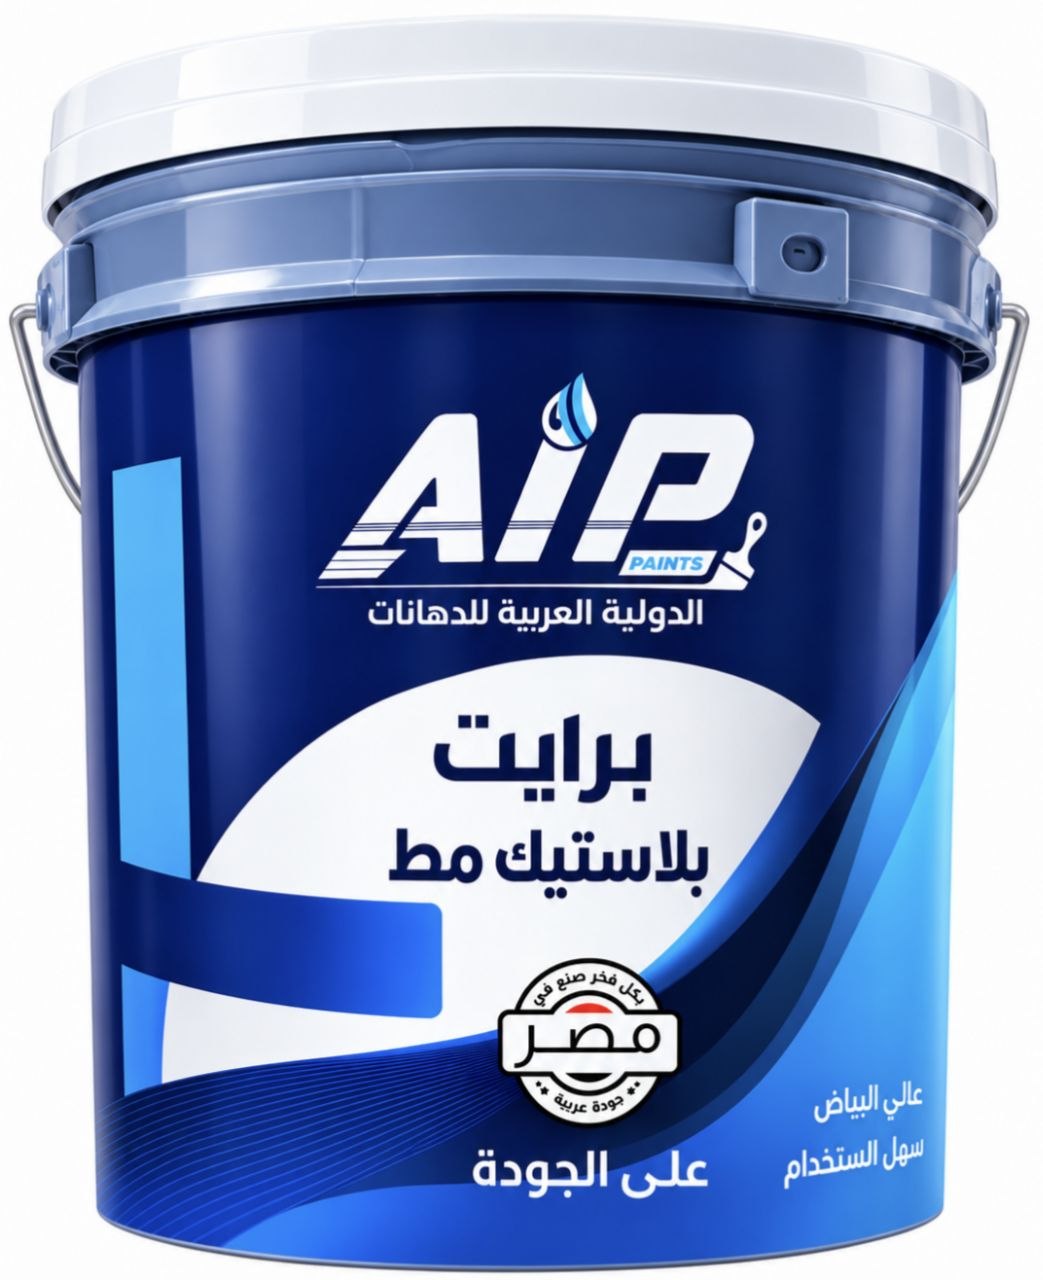 AiP
PAINTS
الدولية العربية للدهانات
برايت
بلاستيك مط
بكل فخر صنع في
مصر
جودة عربية
على الجودة
عالي البياض
سهل الستخدام